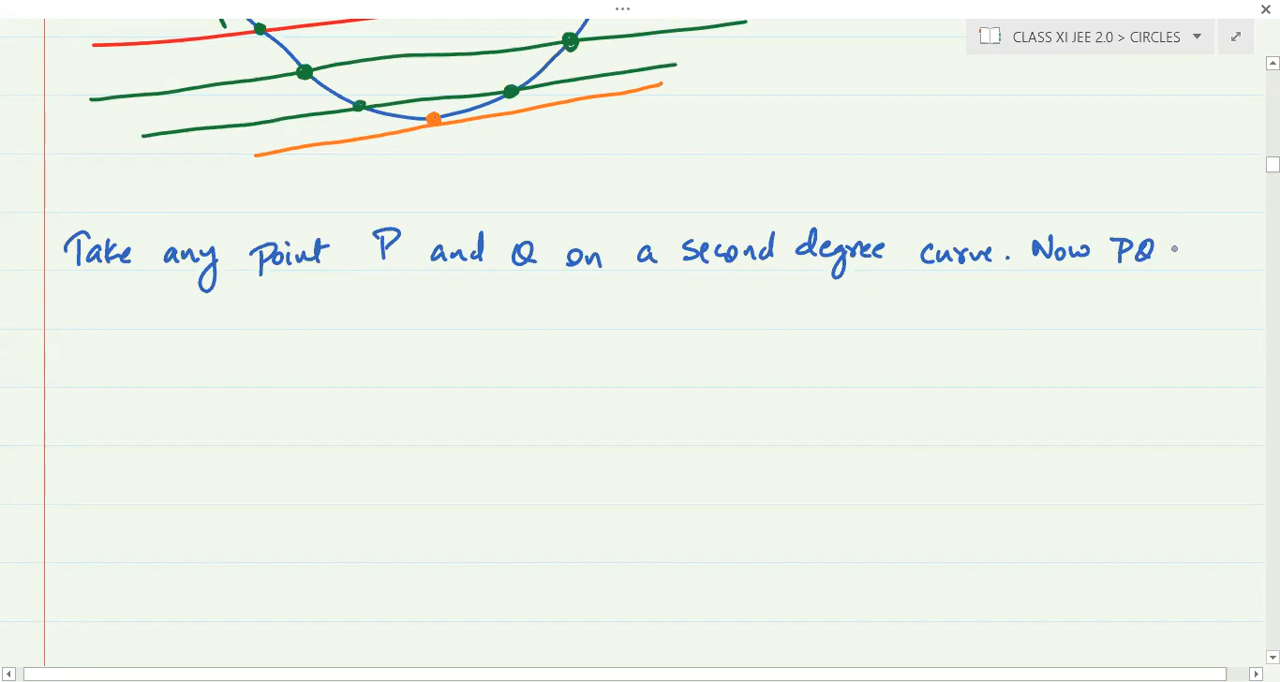 CLASS XI JEE 2.0 > CIRCLES
Take any point P and Q on a second degree curve. Now PQ